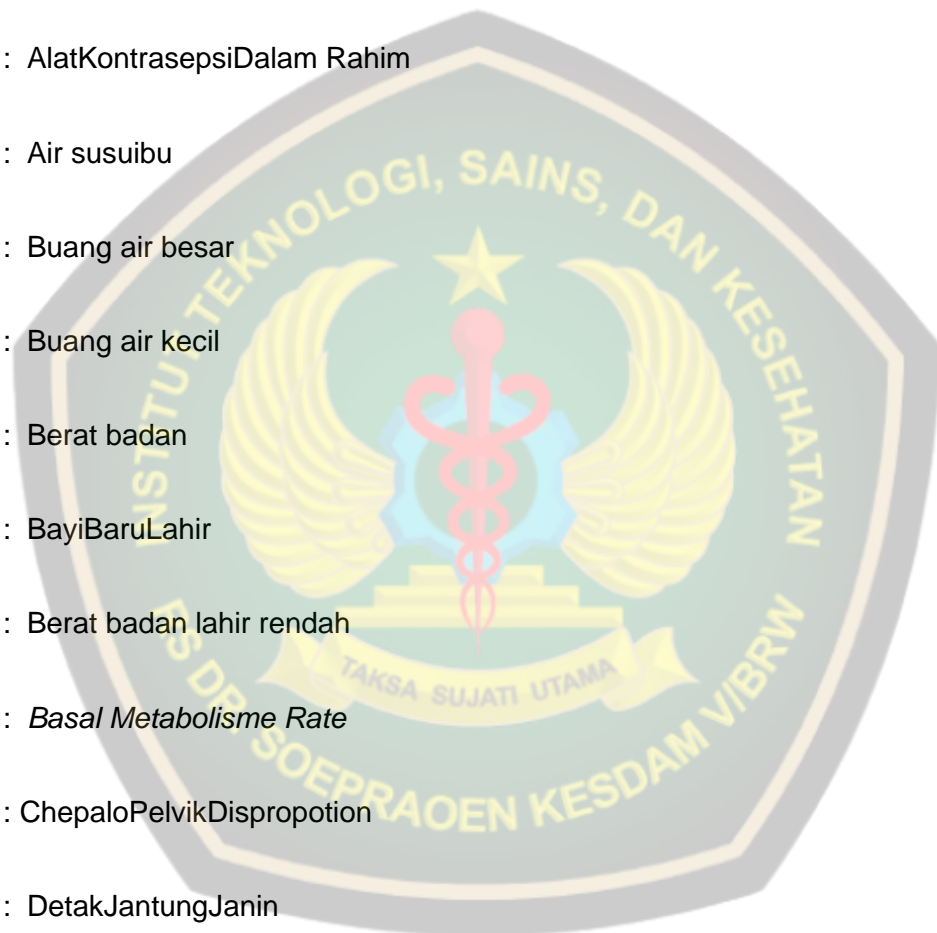 : AlatKontrasepsiDalam Rahim
: Air susuibu
: Buang air besar
: Buang air kecil
: Berat badan
: BayiBaruLahir
: Berat badan lahir rendah
: Basal Metabolisme Rate
: ChepaloPelvikDispropotion
: DetakJantungJanin
INSTITUT TEKNOLOGI, SAINS, DAN KESEHATAN
RS DR. SOEPRAOEN KESDAM V/BRW
TAKSA SUJATI UTAMA